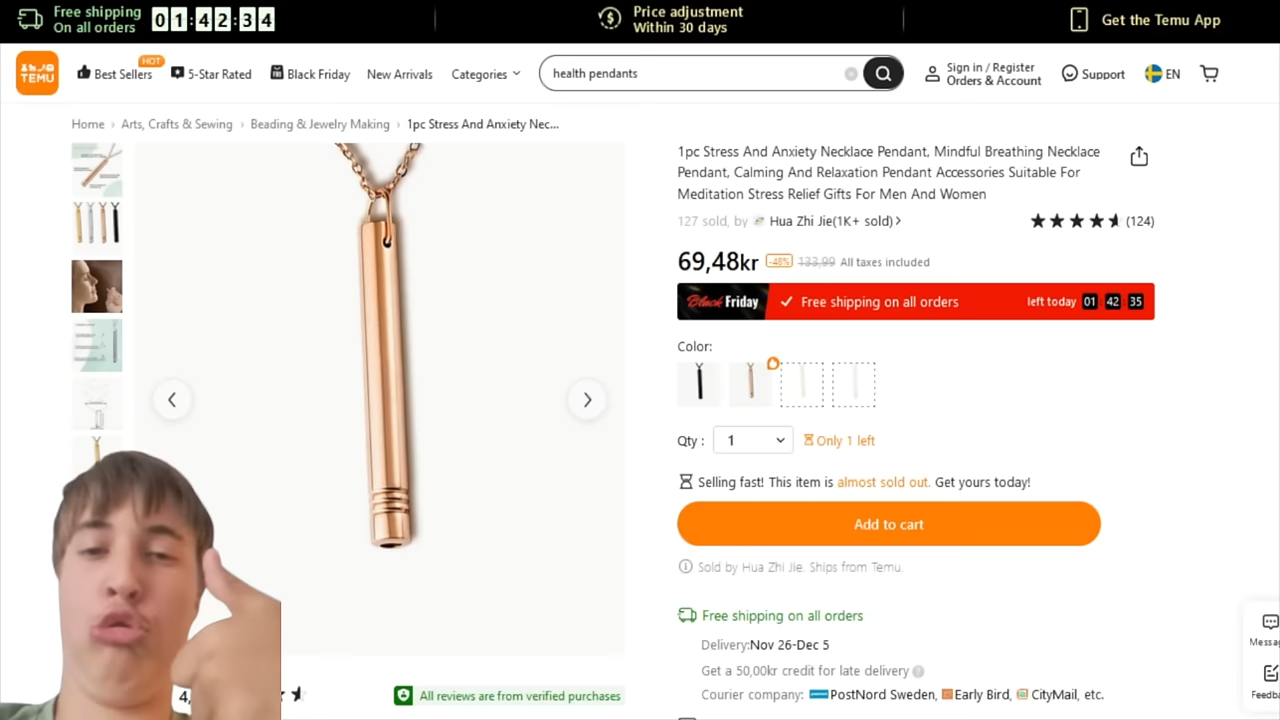 Free shipping
On all orders
01:42:34
Price adjustment
Within 30 days
Get the Temu App
TEMU
Best Sellers
HOT
5-Star Rated
Black Friday
New Arrivals
Categories
health pendants
Sign in / Register
Orders & Account
Support
EN
Home › Arts, Crafts & Sewing › Beading & Jewelry Making › 1pc Stress And Anxiety Nec...
1pc Stress And Anxiety Necklace Pendant, Mindful Breathing Necklace
Pendant, Calming And Relaxation Pendant Accessories Suitable For
Meditation Stress Relief Gifts For Men And Women
127 sold, by Hua Zhi Jie(1K+ sold)›
(124)
69,48kr -48% 133,99 All taxes included
Black Friday
Free shipping on all orders
left today 01 42 35
Color:
Qty : 1 Only 1 left
Selling fast! This item is almost sold out. Get yours today!
Add to cart
Sold by Hua Zhi Jie. Ships from Temu.
Free shipping on all orders
Delivery:Nov 26-Dec 5
Get a 50,00kr credit for late delivery
Courier company: PostNord Sweden, Early Bird, CityMail, etc.
All reviews are from verified purchases